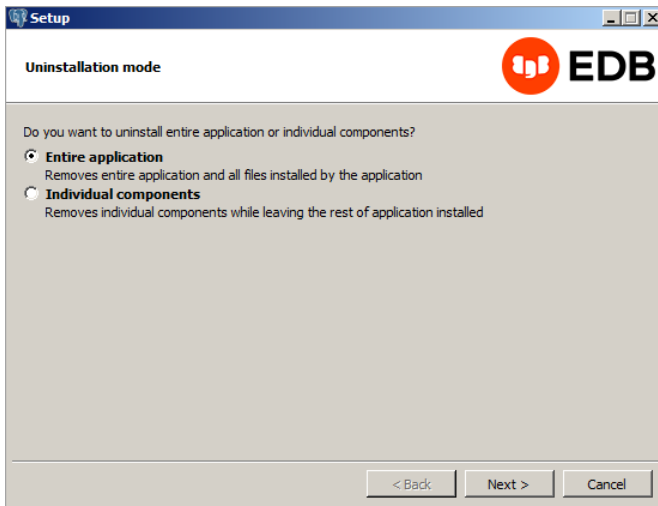 Setup
Uninstallation mode
EDB
Do you want to uninstall entire application or individual components?
Entire application
Removes entire application and all files installed by the application
Individual components
Removes individual components while leaving the rest of application installed
< Back
Next >
Cancel